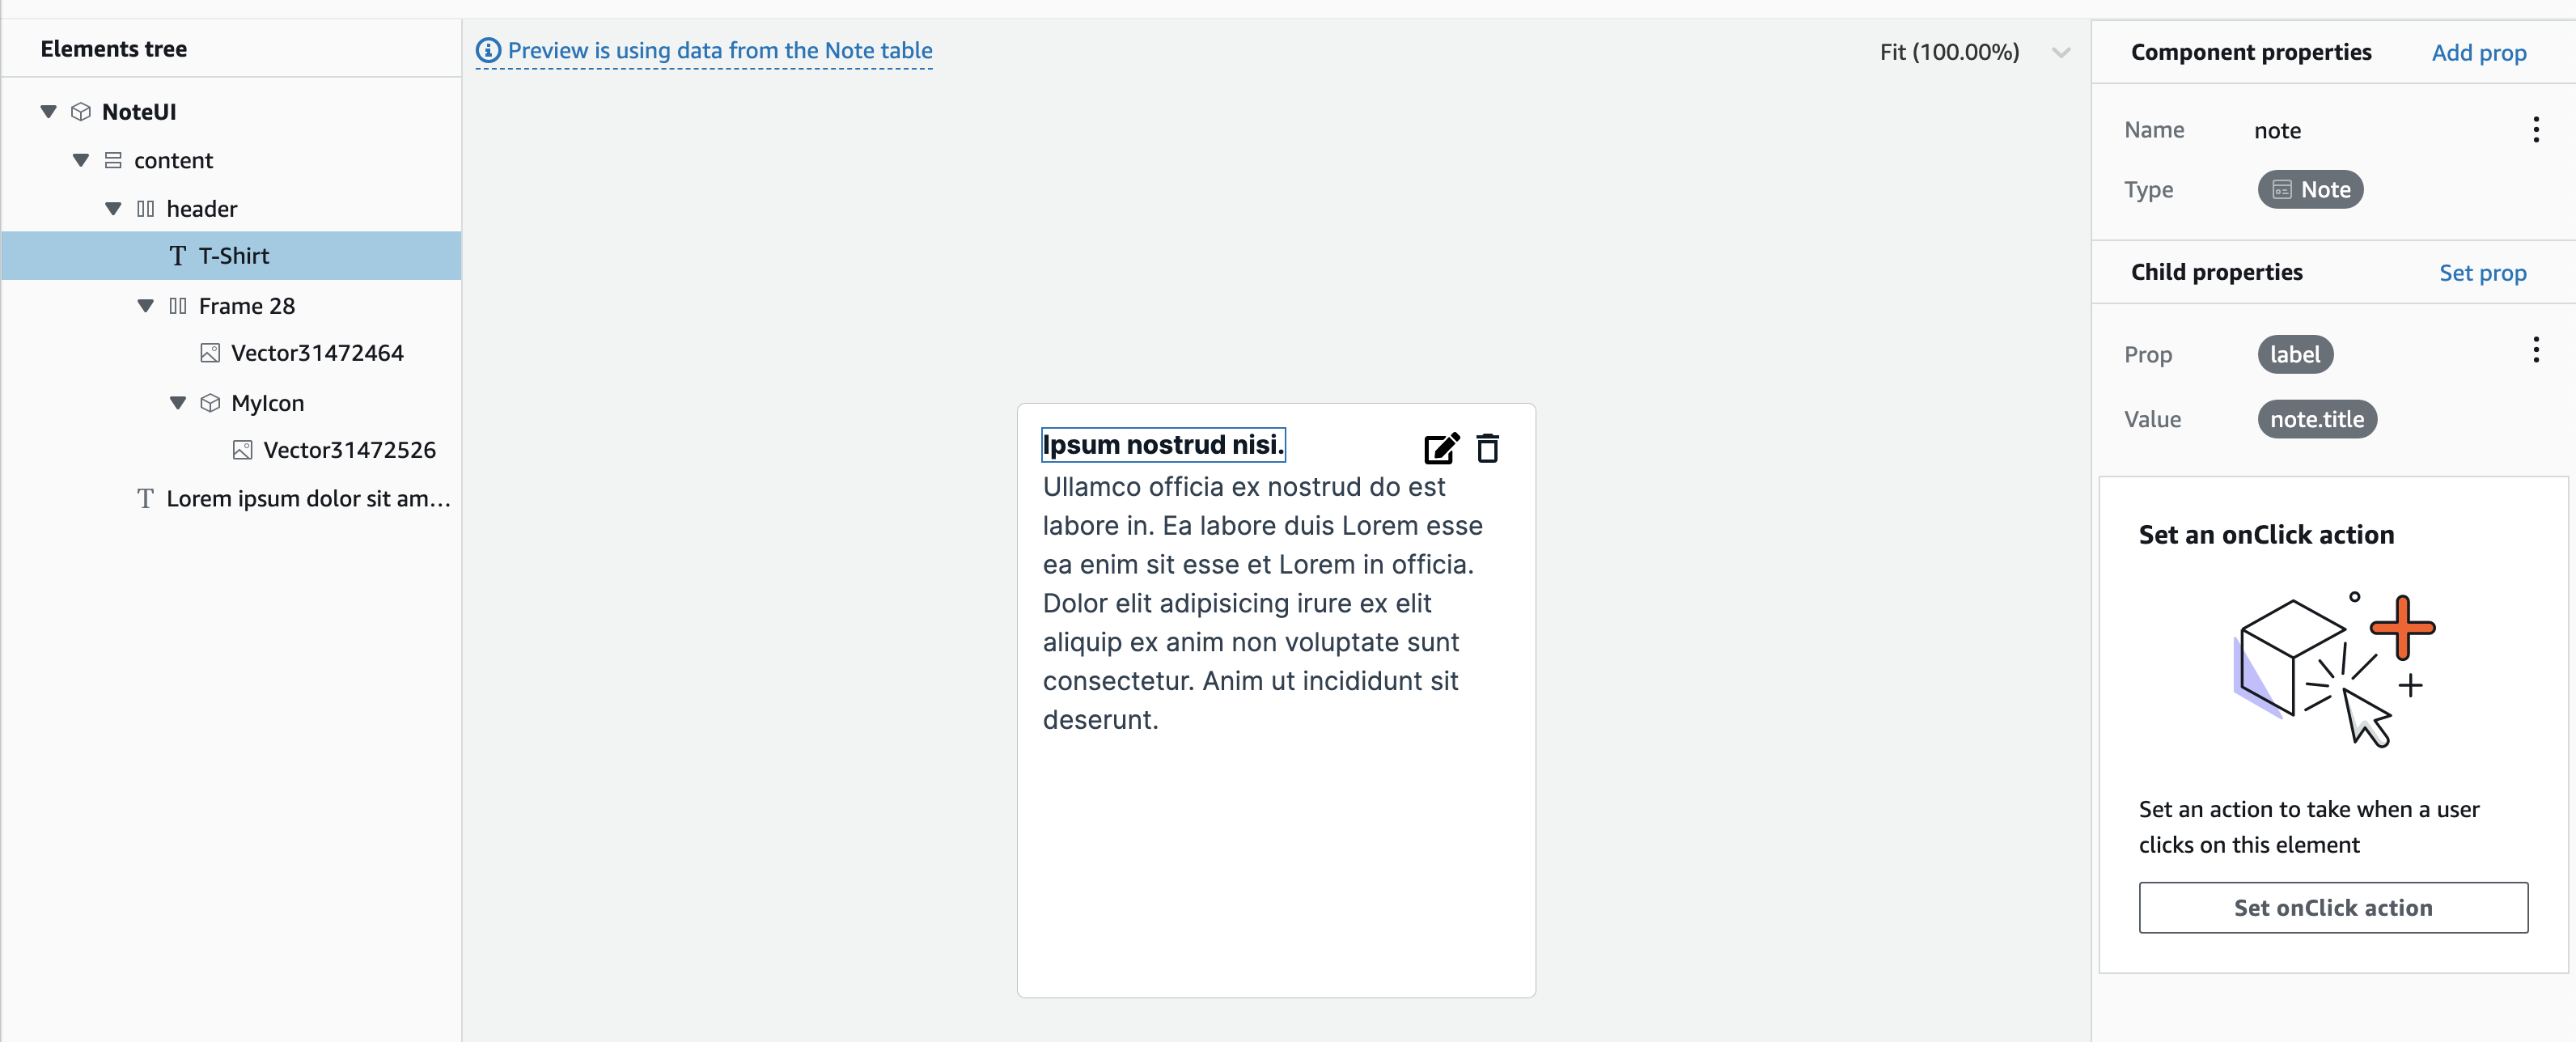 Elements tree
NoteUI
content
header
T-Shirt
Frame 28
Vector31472464
MyIcon
Vector31472526
Lorem ipsum dolor sit am...
Preview is using data from the Note table
Fit (100.00%)
Ipsum nostrud nisi.
Ullamco officia ex nostrud do est
labore in. Ea labore duis Lorem esse
ea enim sit esse et Lorem in officia.
Dolor elit adipisicing irure ex elit
aliquip ex anim non voluptate sunt
consectetur. Anim ut incididunt sit
deserunt.
Component properties Add prop
Name note
Type Note
Child properties Set prop
Prop label
Value note.title
Set an onClick action
Set an action to take when a user
clicks on this element
Set onClick action